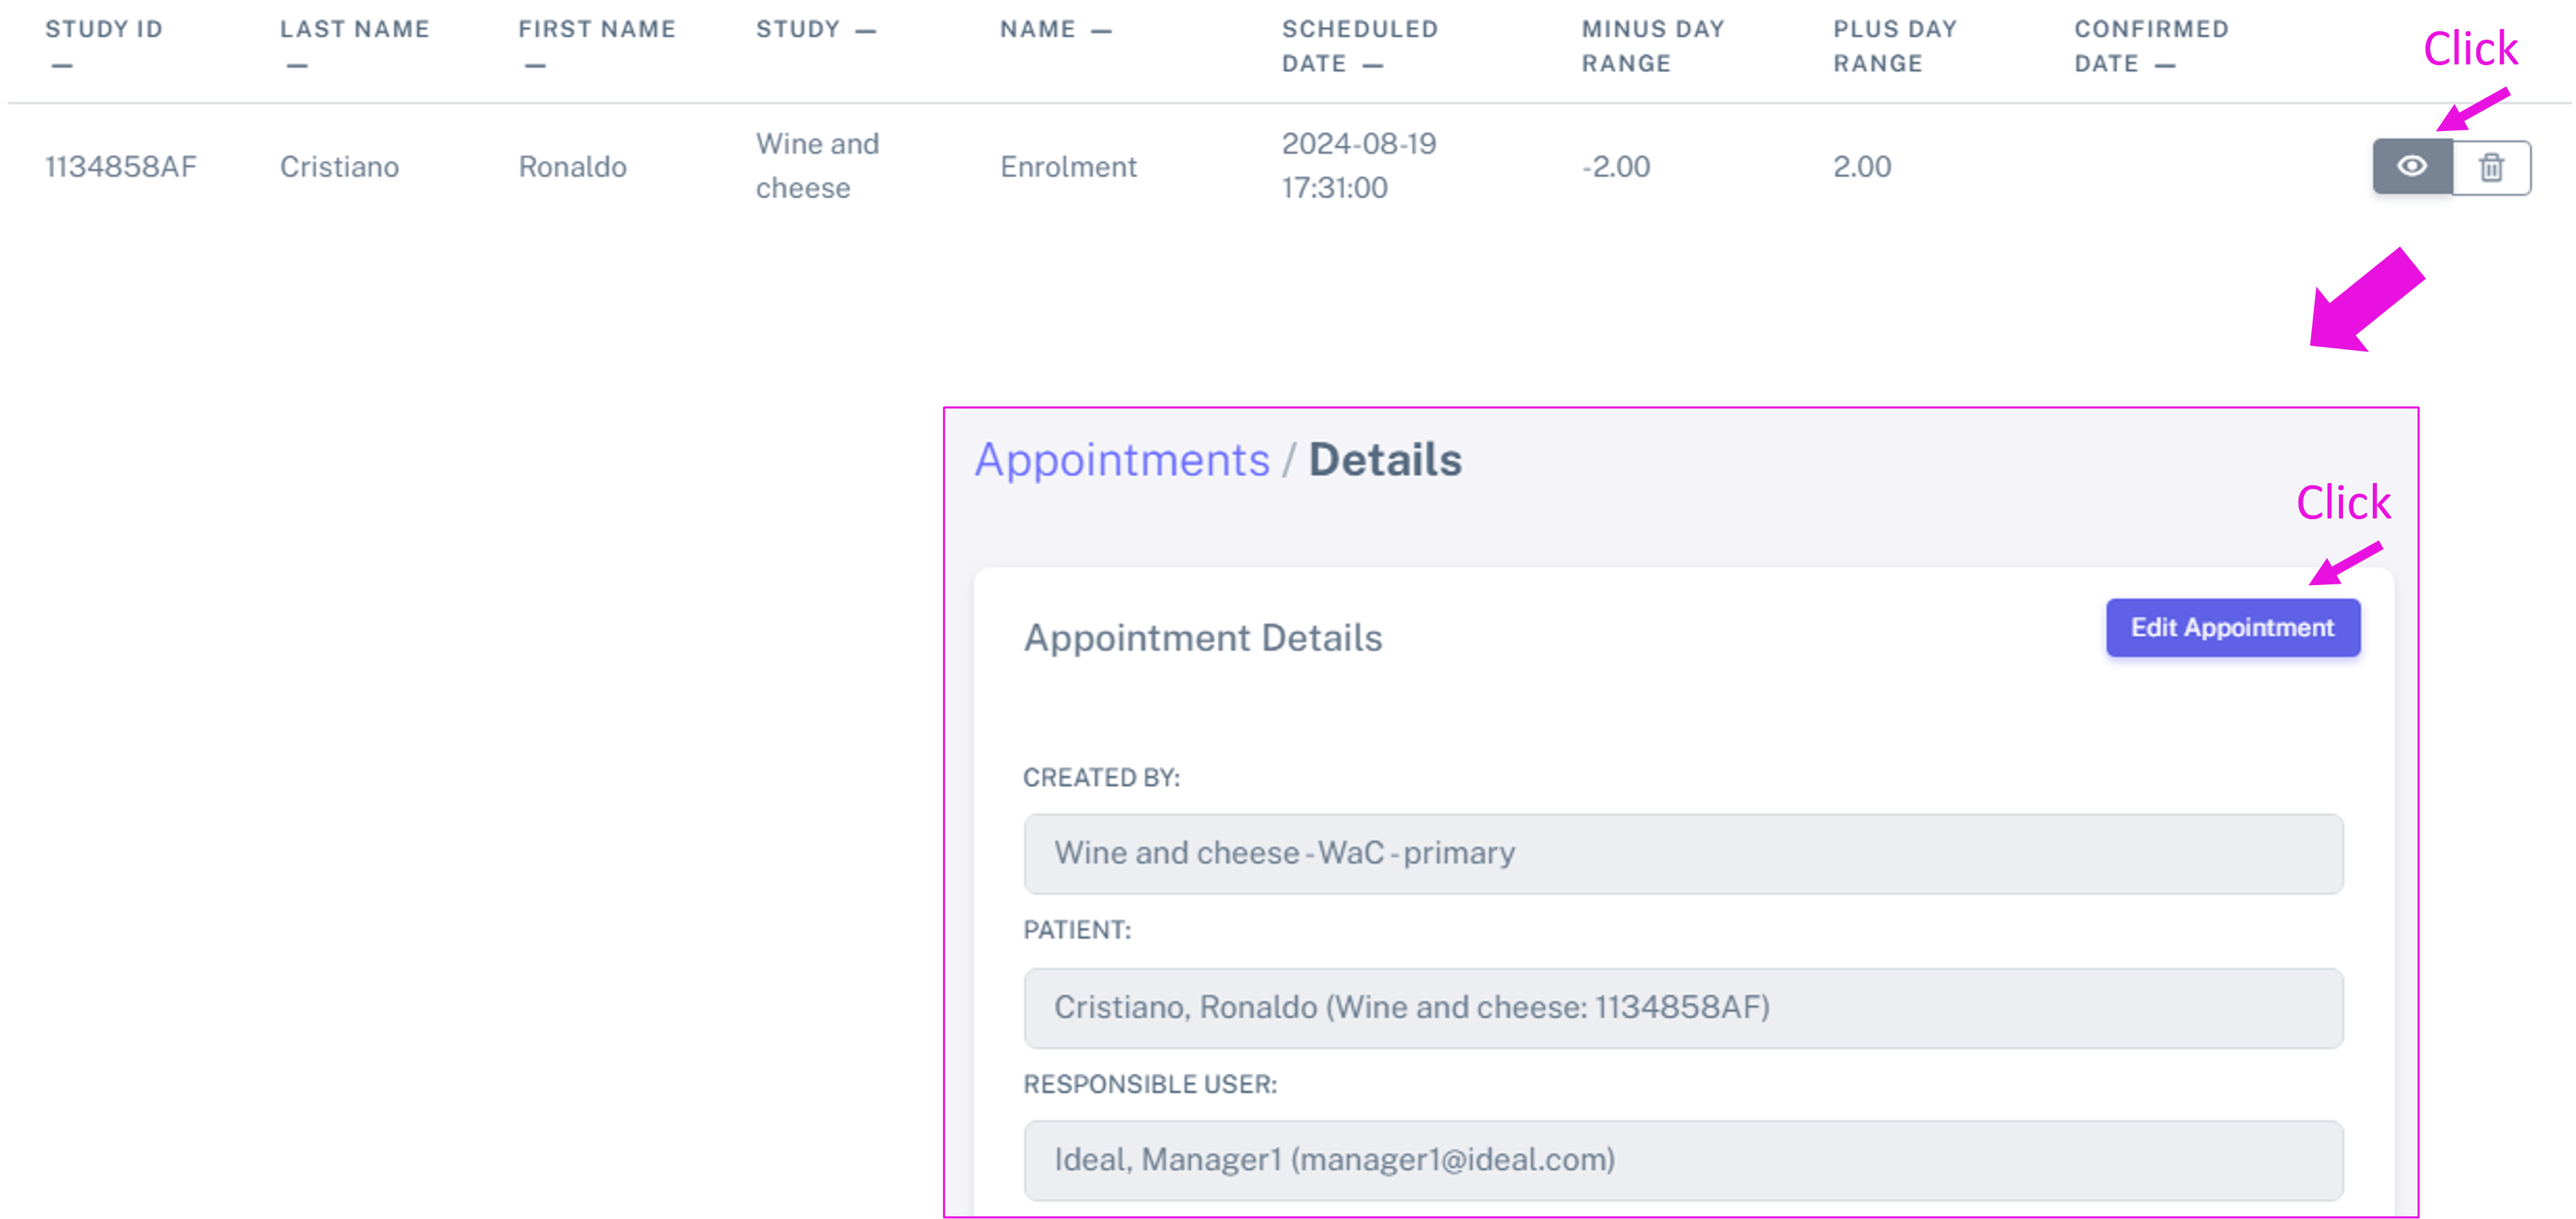 STUDY ID — LAST NAME — FIRST NAME — STUDY — NAME — SCHEDULED DATE — MINUS DAY RANGE PLUS DAY RANGE CONFIRMED DATE —
Click
1134858AF Cristiano Ronaldo Wine and cheese Enrolment 2024-08-19 17:31:00 -2.00 2.00
Appointments / Details
Click
Appointment Details
Edit Appointment
CREATED BY:
Wine and cheese - WaC - primary
PATIENT:
Cristiano, Ronaldo (Wine and cheese: 1134858AF)
RESPONSIBLE USER:
Ideal, Manager1 (manager1@ideal.com)